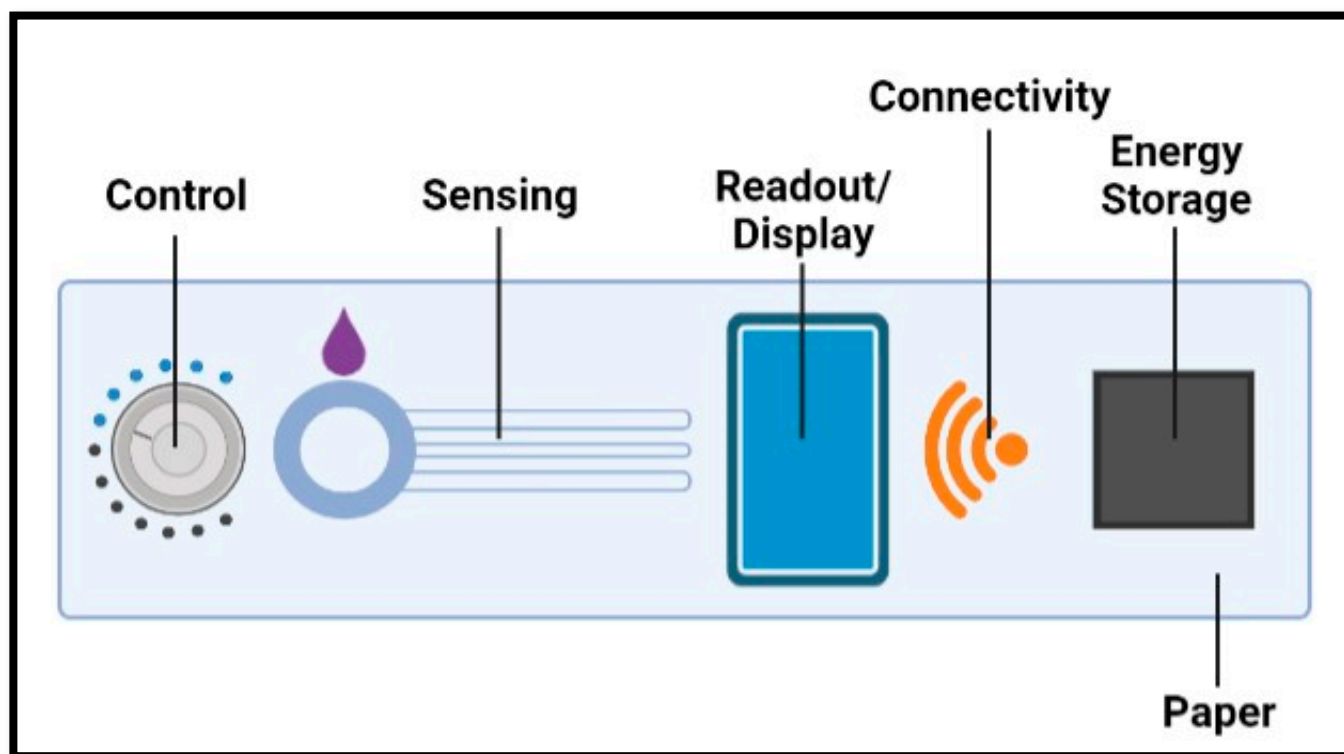 Control
Sensing
Readout/
Display
Connectivity
Energy
Storage
Paper